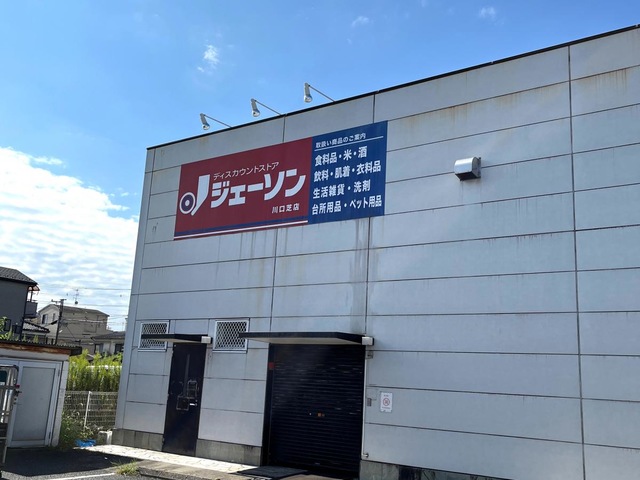 ディスカウントストア
ジェーソン
川口芝店
取扱い商品のご案内
食料品・米・酒
飲料・肌着・衣料品
生活雑貨・洗剤
台所用品・ペット用品